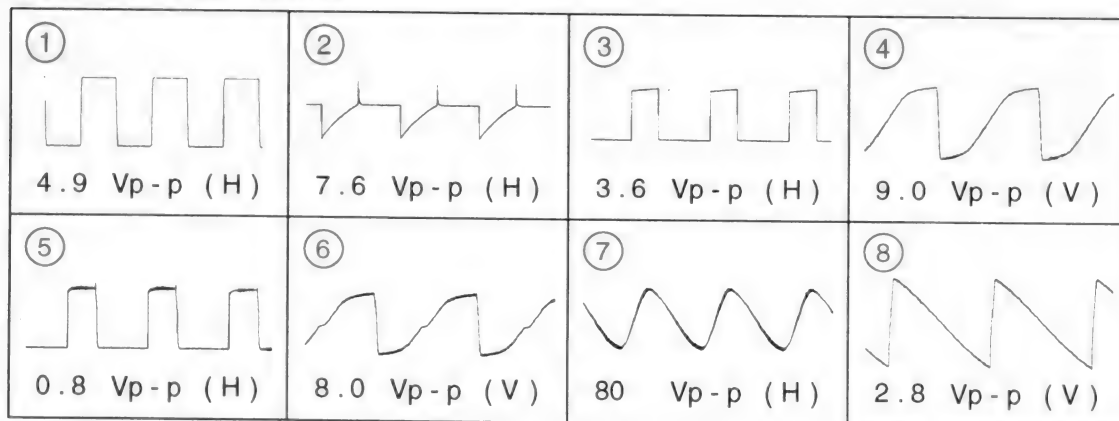 ① ② ③ ④
4.9 Vp-p (H) 7.6 Vp-p (H) 3.6 Vp-p (H) 9.0 Vp-p (V)
⑤ ⑥ ⑦ ⑧
0.8 Vp-p (H) 8.0 Vp-p (V) 80 Vp-p (H) 2.8 Vp-p (V)